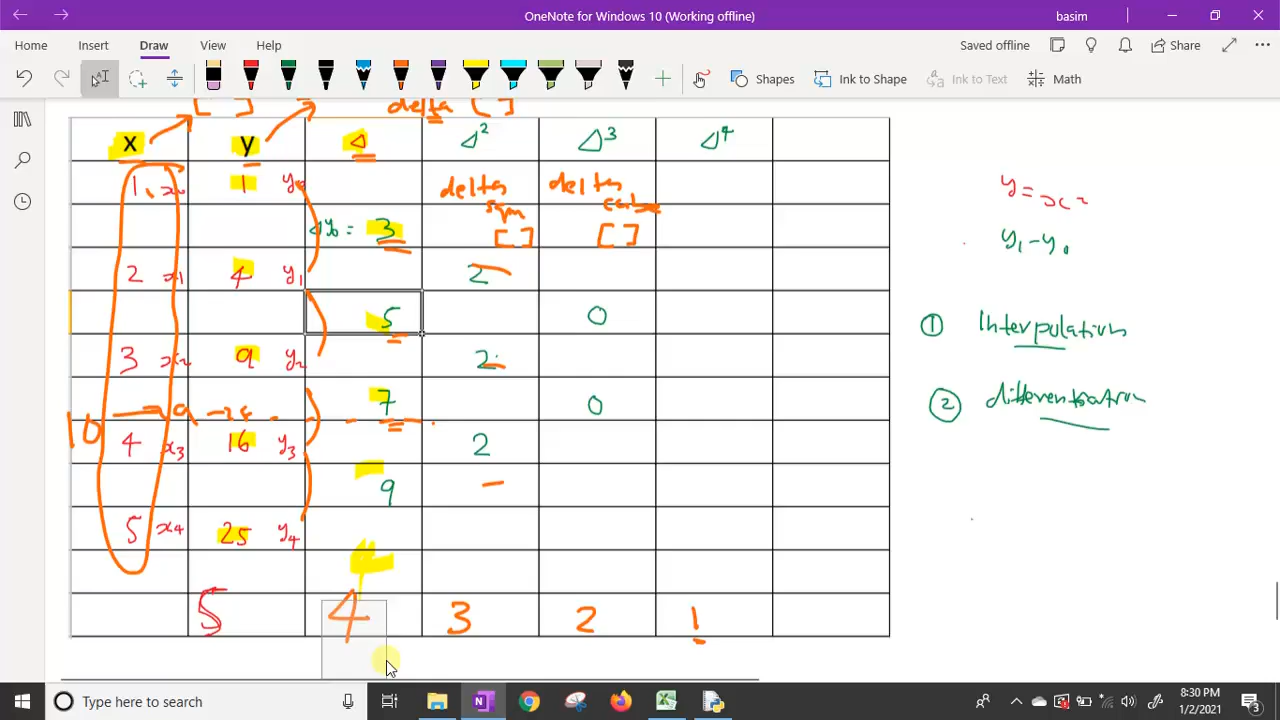 OneNote for Windows 10 (Working offline)
basim
Home Insert Draw View Help
Saved offline
Share
Shapes
Ink to Shape
Ink to Text
Math
[ ] delta [ ]
x y Δ Δ² Δ³ Δ⁴
1 x₀ 1 y₀ delta delta
sqr
Δy₀ = 3 [ ] [ ]
2 x₁ 4 y₁ 2
5 0
3 x₂ 9 y₂ 2
7 0
10
4 x₃ 16 y₃ 2
9
5 x₄ 25 y₄
5 4 3 2 1
y = x²
y₁ - y₀
① Interpolation
② differentiation
Type here to search
8:30 PM
1/2/2021
3